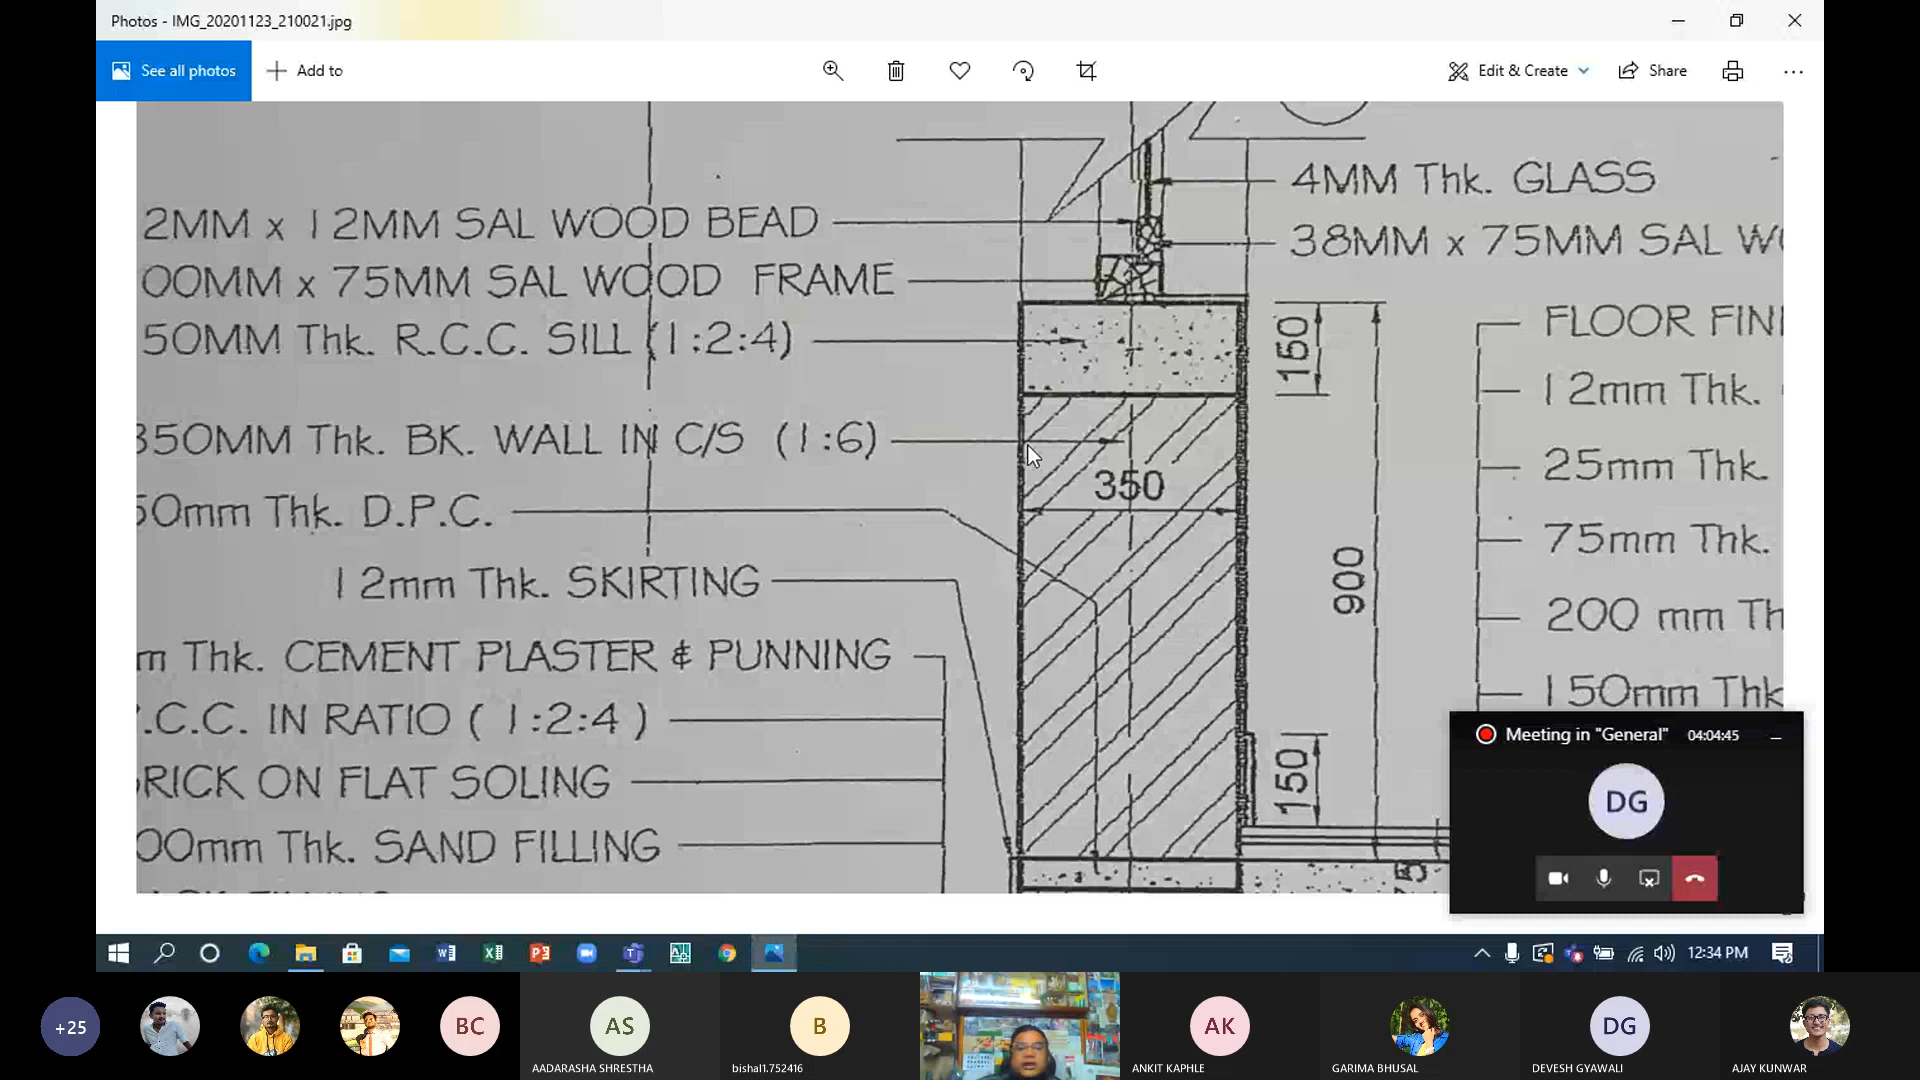 Photos - IMG_20201123_210021.jpg
See all photos
Add to
Edit & Create
Share
2MM x 12MM SAL WOOD BEAD
00MM x 75MM SAL WOOD FRAME
50MM Thk. R.C.C. SILL (1:2:4)
350MM Thk. BK. WALL IN C/S (1:6)
50mm Thk. D.P.C.
12mm Thk. SKIRTING
m Thk. CEMENT PLASTER & PUNNING
.C.C. IN RATIO ( 1:2:4 )
RICK ON FLAT SOLING
00mm Thk. SAND FILLING
350
150
900
150
75
4MM Thk. GLASS
38MM x 75MM SAL WO
FLOOR FINI
12mm Thk.
25mm Thk.
75mm Thk.
200 mm Th
150mm Thk
Meeting in "General" 04:04:45
DG
12:34 PM
+25
BC
AS
AADARASHA SHRESTHA
B
bishal1.752416
AK
ANKIT KAPHLE
GARIMA BHUSAL
DG
DEVESH GYAWALI
AJAY KUNWAR